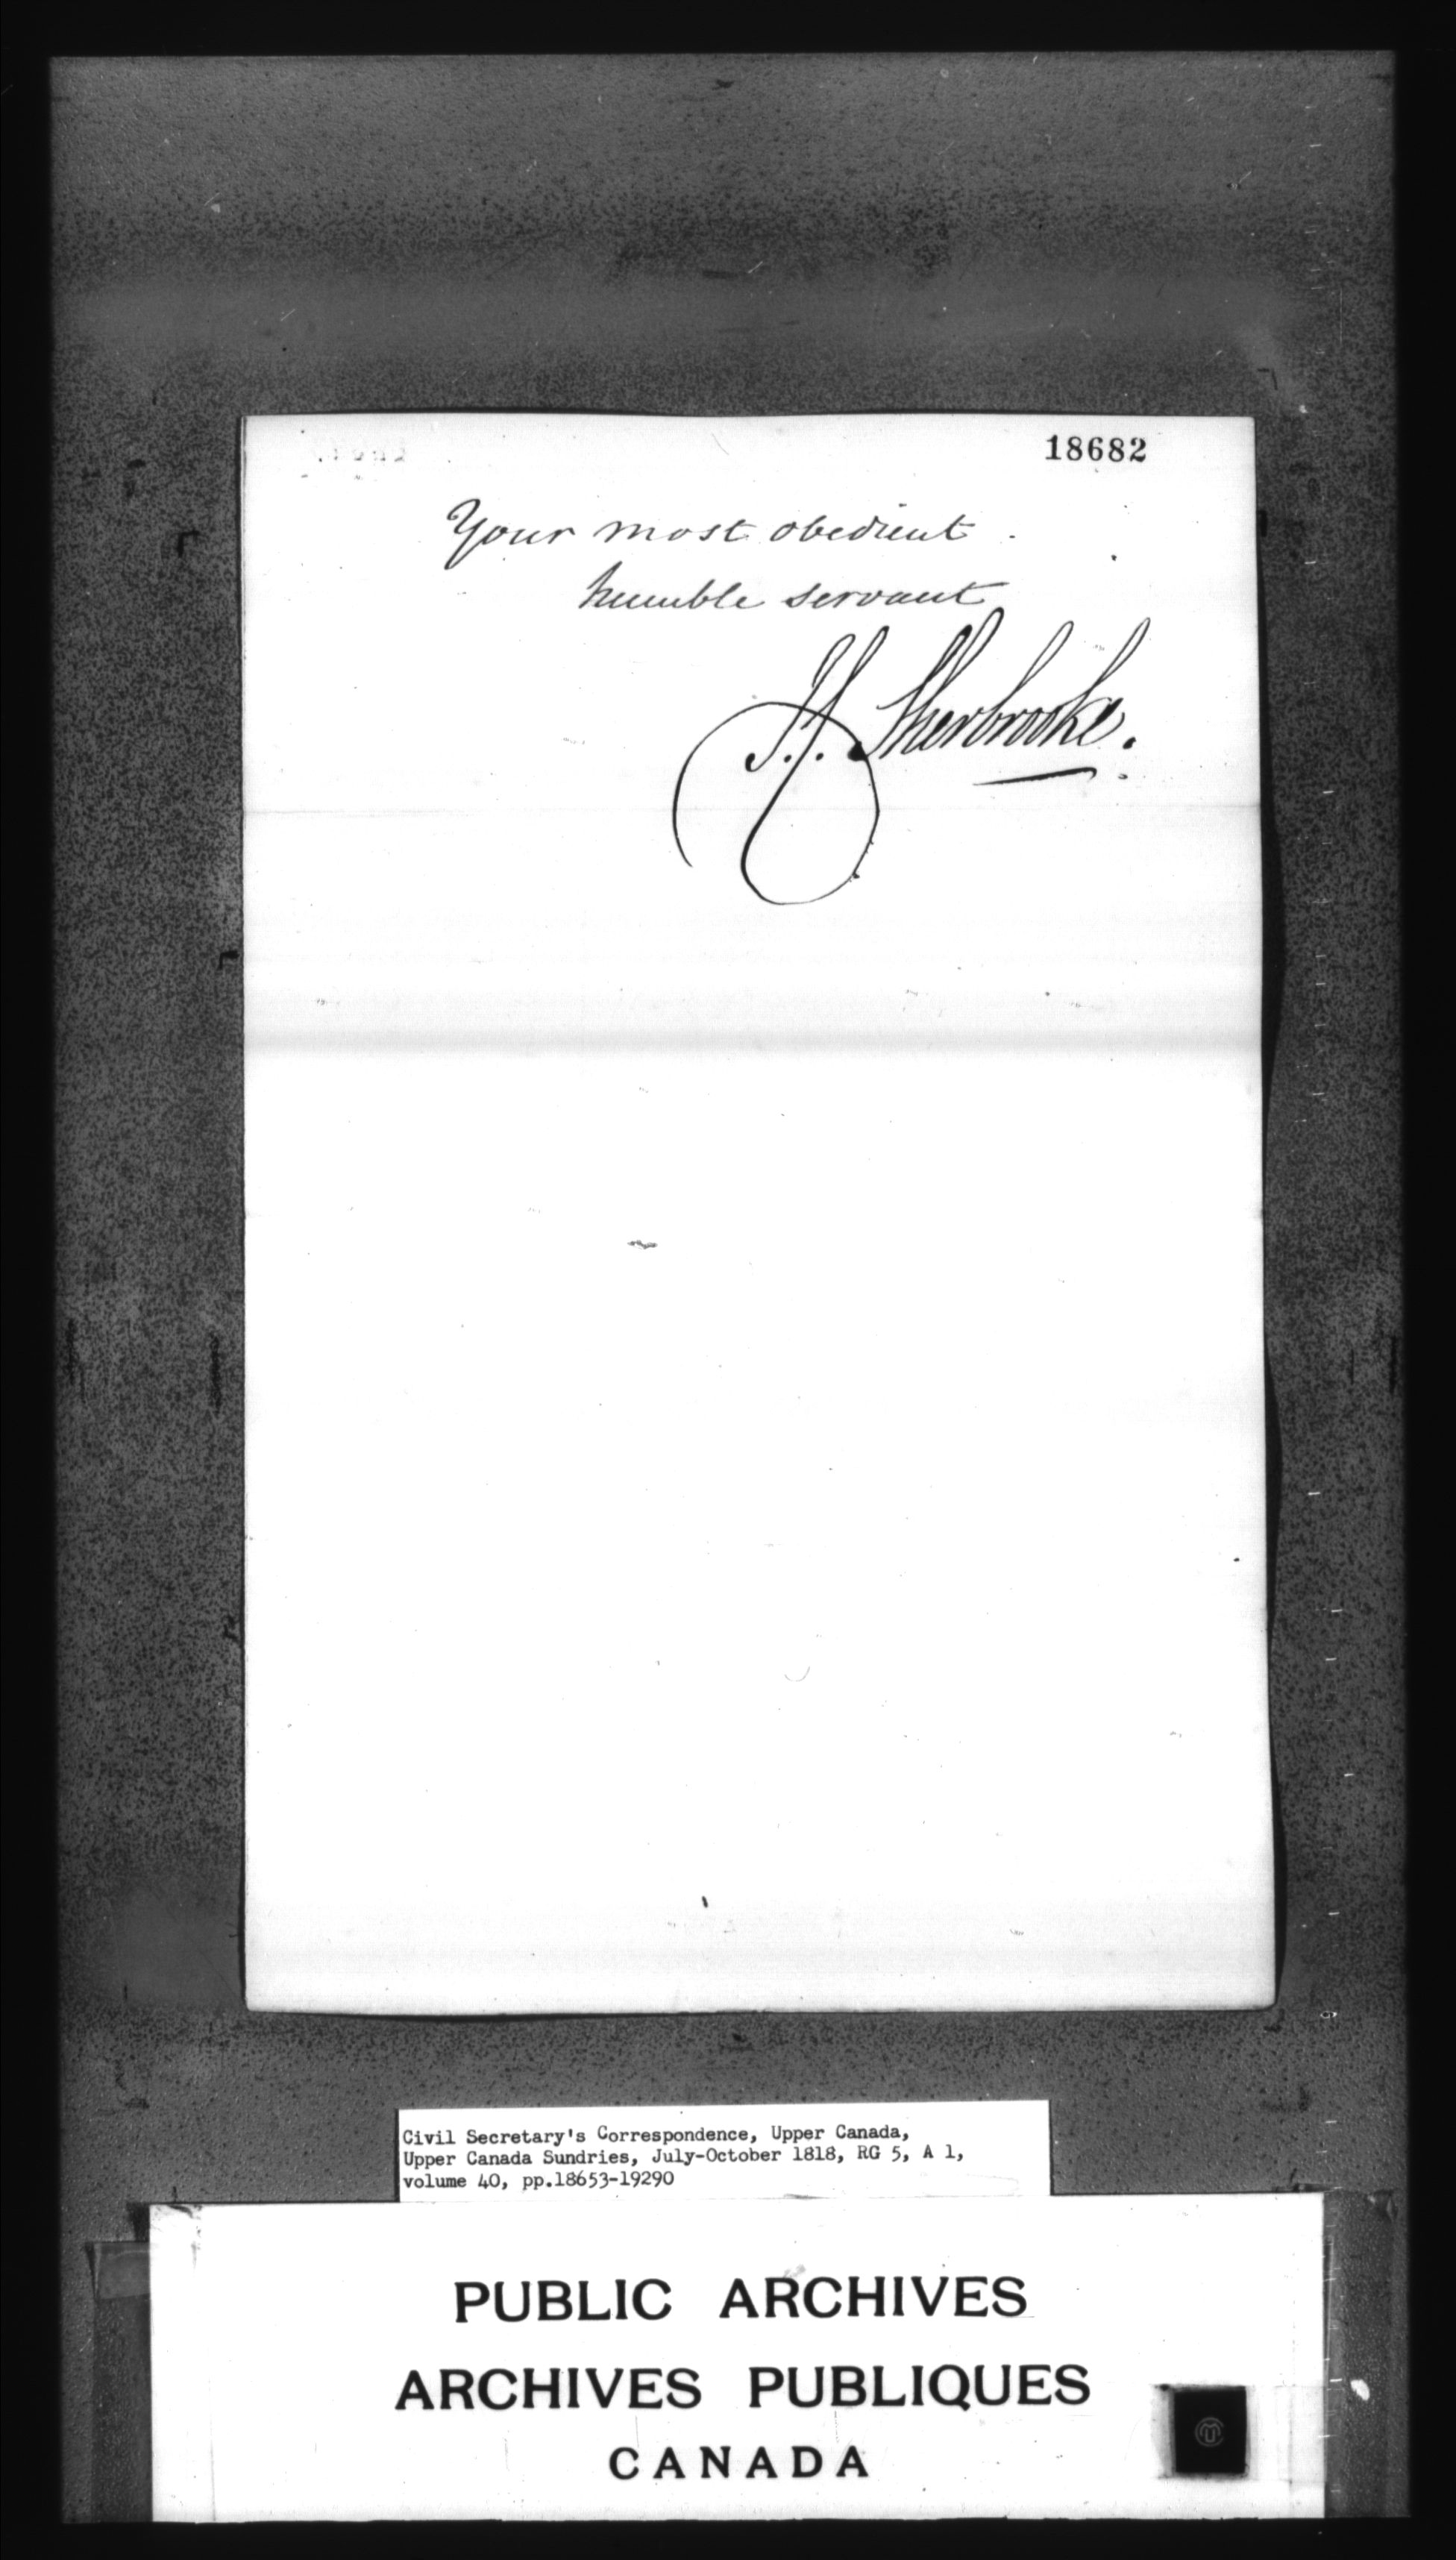 18682
Your most obedient
humble servant
J. Sherbrooke.
Civil Secretary's Correspondence, Upper Canada,
Upper Canada Sundries, July-October 1818, RG 5, A 1,
volume 40, pp.18653-19290
PUBLIC ARCHIVES
ARCHIVES PUBLIQUES
CANADA